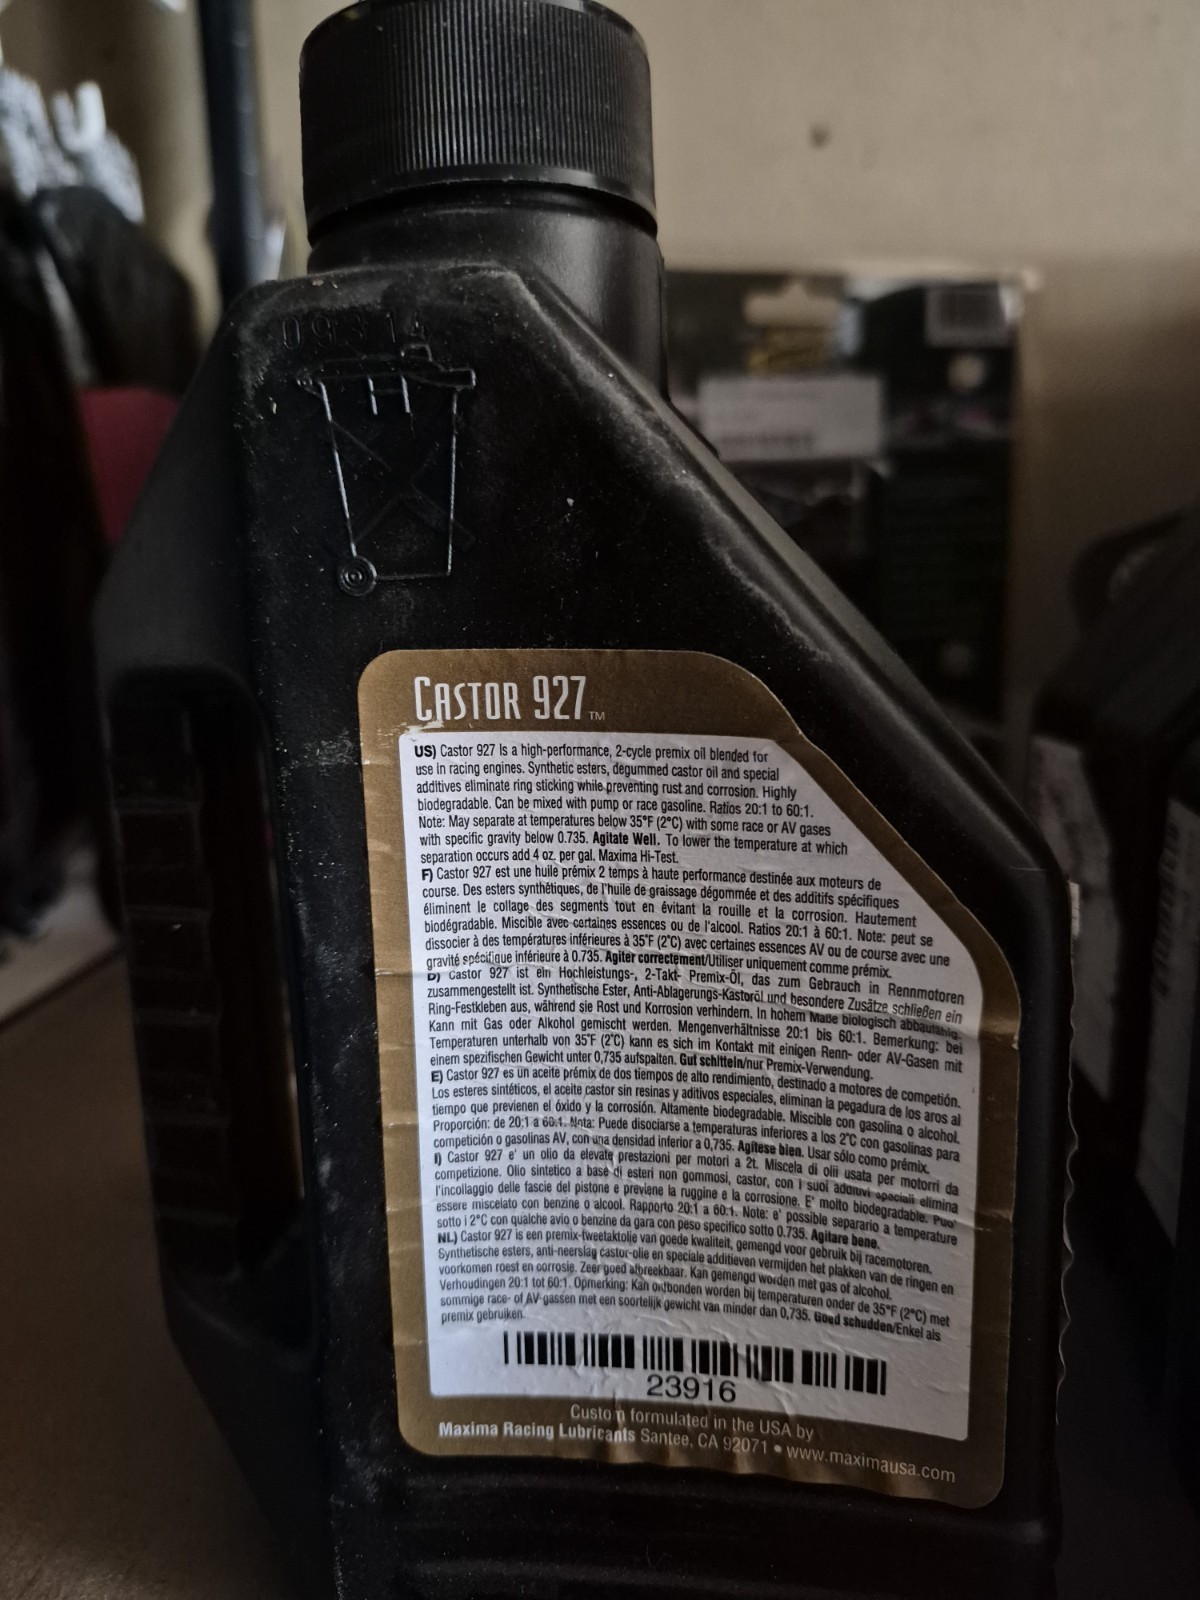 CASTOR 927™
US) Castor 927 is a high-performance, 2-cycle premix oil blended for
use in racing engines. Synthetic esters, degummed castor oil and special
additives eliminate ring sticking while preventing rust and corrosion. Highly
biodegradable. Can be mixed with pump or race gasoline. Ratios 20:1 to 60:1.
Note: May separate at temperatures below 35°F (2°C) with some race or AV gases
with specific gravity below 0.735. Agitate Well. To lower the temperature at which
separation occurs add 4 oz. per gal. Maxima Hi-Test.
F) Castor 927 est une huile prémix 2 temps à haute performance destinée aux moteurs de
course. Des esters synthétiques, de l'huile de graissage dégommée et des additifs spécifiques
éliminent le collage des segments tout en évitant la rouille et la corrosion. Hautement
biodégradable. Miscible avec certaines essences ou de l'alcool. Ratios 20:1 à 60:1. Note: peut se
dissocier à des températures inférieures à 35°F (2°C) avec certaines essences AV ou de course avec une
gravité spécifique inférieure à 0.735. Agiter correctement/Utiliser uniquement comme prémix.
D) Castor 927 ist ein Hochleistungs-, 2-Takt- Premix-Öl, das zum Gebrauch in Rennmotoren
zusammengestellt ist. Synthetische Ester, Anti-Ablagerungs-Kastoröl und besondere Zusätze schließen ein
Ring-Festkleben aus, während sie Rost und Korrosion verhindern. In hohem Maße biologisch abbaufähig.
Kann mit Gas oder Alkohol gemischt werden. Mengenverhältnisse 20:1 bis 60:1. Bemerkung: bei
Temperaturen unterhalb von 35°F (2°C) kann es sich im Kontakt mit einigen Renn- oder AV-Gasen mit
einem spezifischen Gewicht unter 0,735 aufspalten. Gut schütteln/nur Premix-Verwendung.
E) Castor 927 es un aceite prémix de dos tiempos de alto rendimiento, destinado a motores de competión.
Los esteres sintéticos, el aceite castor sin resinas y aditivos especiales, eliminan la pegadura de los aros al
tiempo que previenen el óxido y la corrosión. Altamente biodegradable. Miscible con gasolina o alcohol.
Proporción: de 20:1 a 60:1. Nota: Puede disociarse a temperaturas inferiores a los 2°C con gasolinas para
competición o gasolinas AV, con una densidad inferior a 0,735. Agítese bien. Usar sólo como prémix.
I) Castor 927 e' un olio da elevate prestazioni per motori a 2t. Miscela di olii usata per motorri da
competizione. Olio sintetico a base di esteri non gommosi, castor, con i suoi additivi speciali elimina
l'incollaggio delle fascie del pistone e previene la ruggine e la corrosione. E' molto biodegradable. Puo'
essere miscelato con benzine o alcool. Rapporto 20:1 a 60:1. Note: e' possible separario a temperature
sotto i 2°C con qualche avio o benzine da gara con peso specifico sotto 0.735. Agitare bene.
NL) Castor 927 is een premix-tweetaktolie van goede kwaliteit, gemengd voor gebruik bij racemotoren.
Synthetische esters, anti-neerslag castor-olie en speciale additieven vermijden het plakken van de ringen en
voorkomen roest en corrosie. Zeer goed afbreekbaar. Kan gemengd worden met gas of alcohol.
Verhoudingen 20:1 tot 60:1. Opmerking: Kan ontbonden worden bij temperaturen onder de 35°F (2°C) met
sommige race- of AV-gassen met een soortelijk gewicht van minder dan 0,735. Goed schudden/Enkel als
premix gebruiken.
23916
Custom formulated in the USA by
Maxima Racing Lubricants Santee, CA 92071 • www.maximausa.com